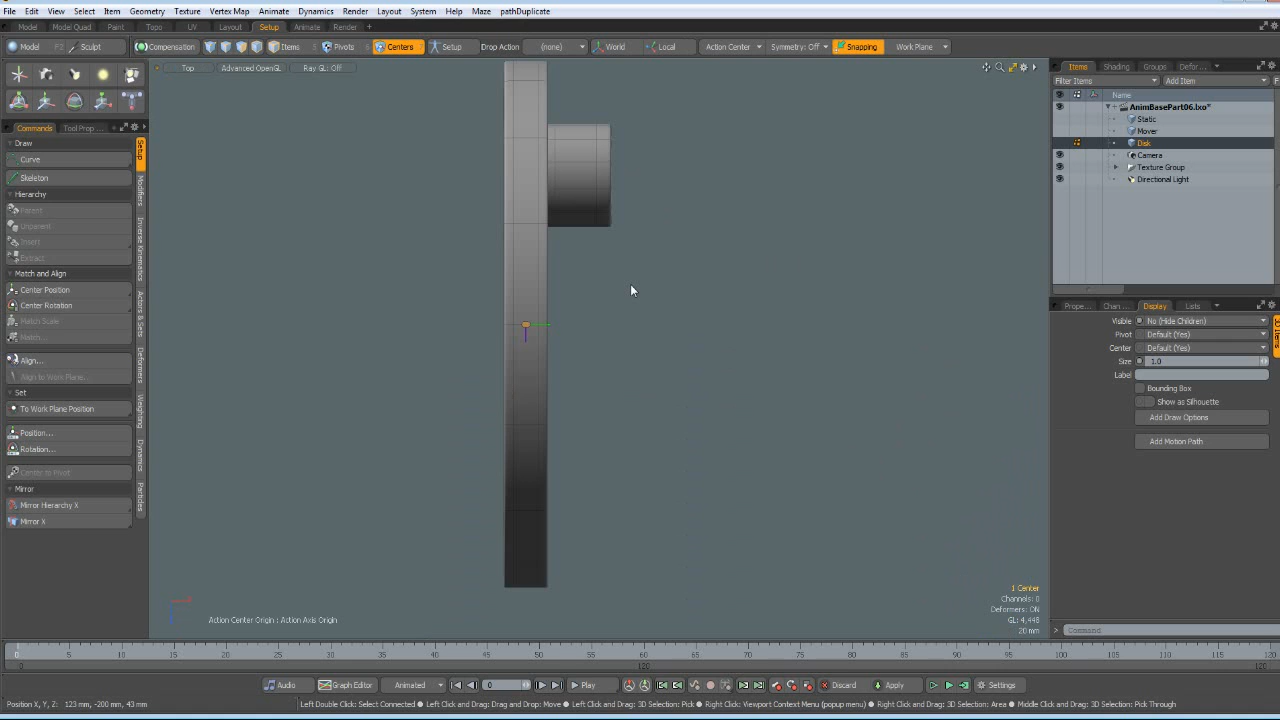 File Edit View Select Item Geometry Texture Vertex Map Animate Dynamics Render Layout System Help Maze pathDuplicate
Model Model Quad Paint Topo UV Layout Setup Animate Render +
Model F2 Sculpt Compensation Items Pivots Centers Setup Drop Action (none) World Local Action Center Symmetry: Off Snapping Work Plane
Top Advanced OpenGL Ray GL: Off
Commands Tool Prop ...
Draw
Curve
Skeleton
Hierarchy
Parent
Unparent
Insert
Extract
Match and Align
Center Position
Center Rotation
Match Scale
Match...
Align...
Align to Work Plane...
Set
To Work Plane Position
Position...
Rotation...
Center to Pivot
Mirror
Mirror Hierarchy X
Mirror X
Setup
Modifiers
Inverse Kinematics
Actors & Sets
Deformers
Weighting
Dynamics
Particles
Action Center Origin : Action Axis Origin
1 Center
Channels: 0
Deformers: ON
GL: 4,448
20 mm
Items Shading Groups Defor ...
Filter Items Add Item F
Name
AnimBasePart06.lxo*
Static
Mover
Disk
Camera
Texture Group
Directional Light
Prope... Chan ... Display Lists
Visible No (Hide Children)
Pivot Default (Yes)
Center Default (Yes)
Size 1.0
Label
Bounding Box
Show as Silhouette
Add Draw Options
Add Motion Path
3D Items
Command
0 5 10 15 20 25 30 35 40 45 50 55 60 65 70 75 80 85 90 95 100 105 110 115 120
0 120 120
Audio Graph Editor Animated 0 Play Discard Apply Settings
Position X, Y, Z: 123 mm, -200 mm, 43 mm Left Double Click: Select Connected ● Left Click and Drag: Drag and Drop: Move ● Left Click and Drag: 3D Selection: Pick ● Right Click: Viewport Context Menu (popup menu) ● Right Click and Drag: 3D Selection: Area ● Middle Click and Drag: 3D Selection: Pick Through